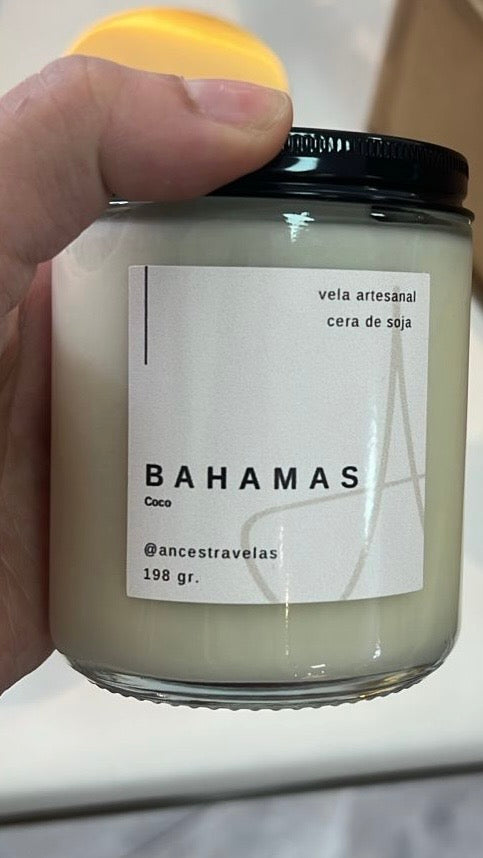 vela artesanal
cera de soja
BAHAMAS
Coco
@ancestravelas
198 gr.